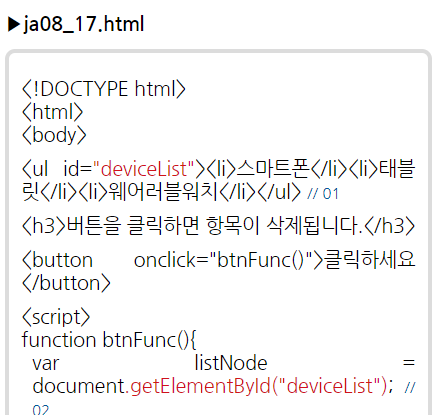 ▶ja08_17.html
<!DOCTYPE html>
<html>
<body>
<ul id="deviceList"><li>스마트폰</li><li>태블
릿</li><li>웨어러블워치</li></ul> // 01
<h3>버튼을 클릭하면 항목이 삭제됩니다.</h3>
<button onclick="btnFunc()">클릭하세요
</button>
<script>
function btnFunc(){
var listNode =
document.getElementById("deviceList"); //
02